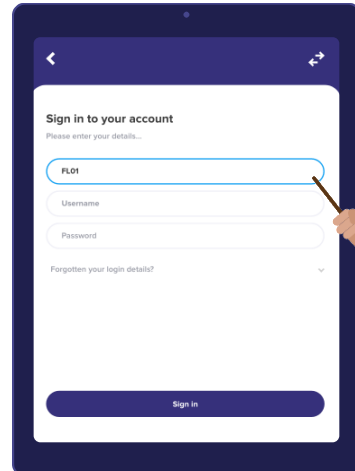 Sign in to your account
Please enter your details...
FL01
Username
Password
Forgotten your login details?
Sign in